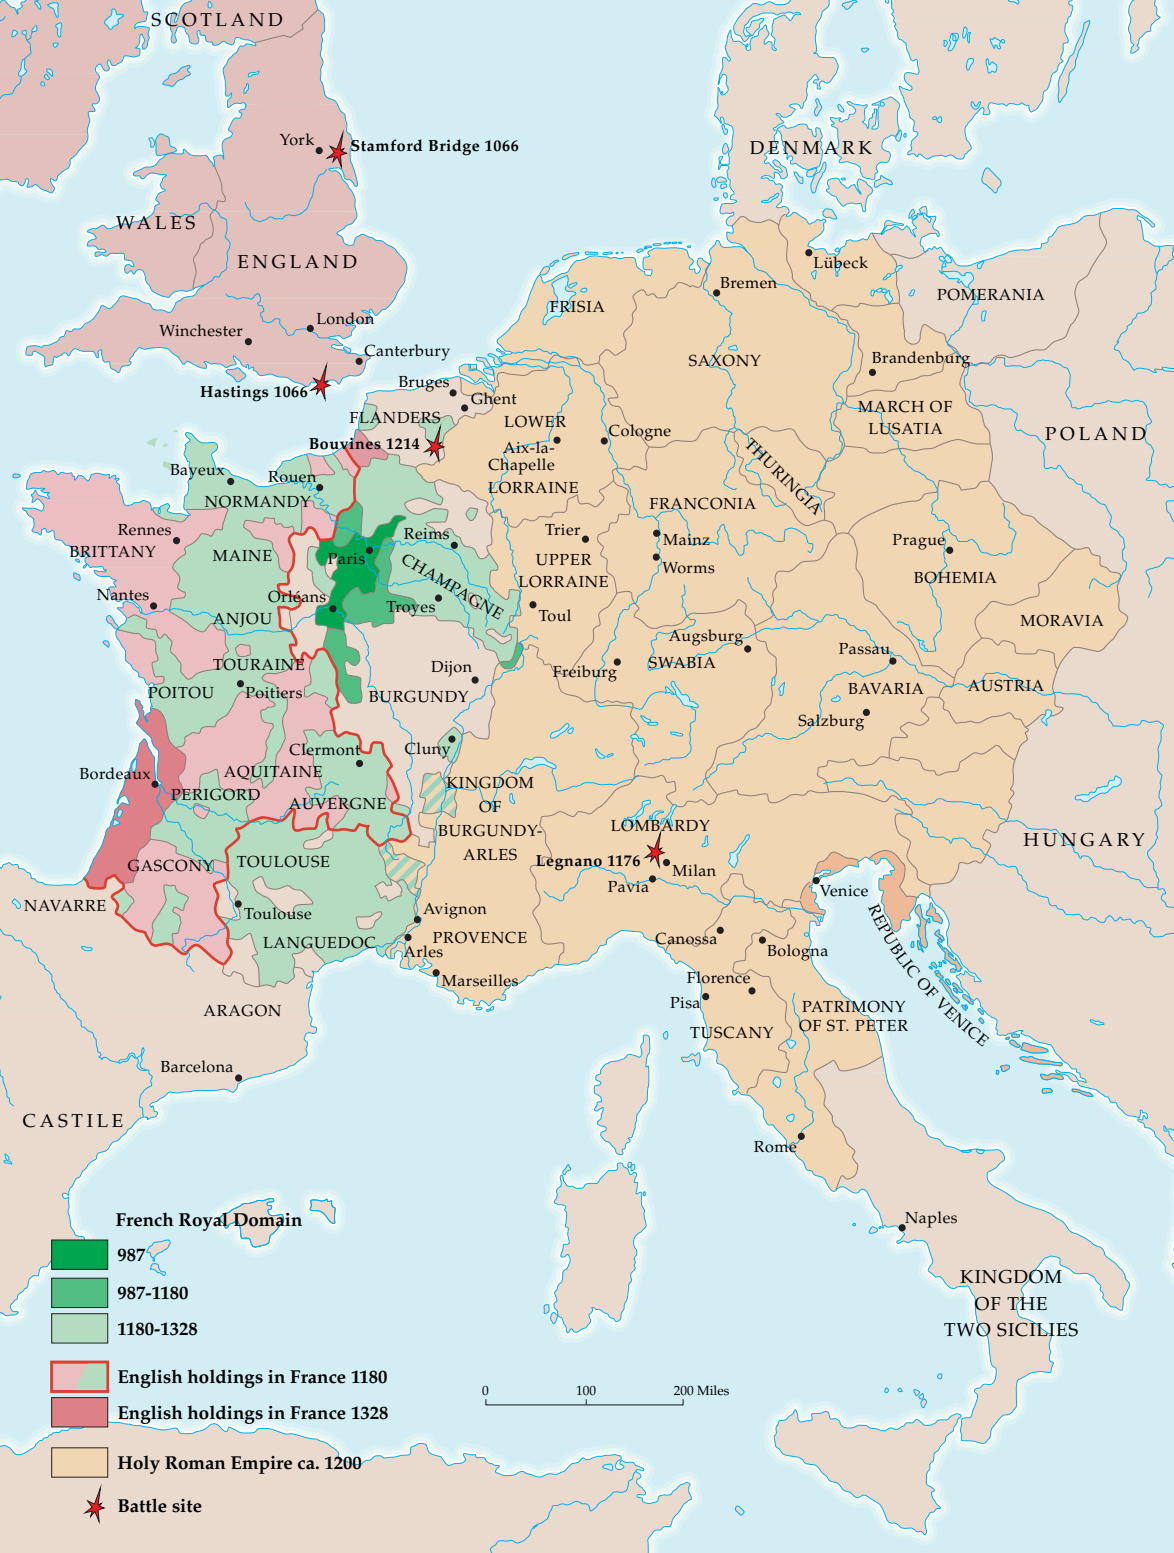 SCOTLAND
York
Stamford Bridge 1066
DENMARK
WALES
ENGLAND
Lübeck
Bremen
POMERANIA
FRISIA
London
Winchester
SAXONY
Canterbury
Brandenburg
Hastings 1066
Bruges
Ghent
FLANDERS
LOWER
MARCH OF
LUSATIA
Cologne
POLAND
Bouvines 1214
Aix-la-
Chapelle
LORRAINE
THURINGIA
Bayeux
Rouen
NORMANDY
FRANCONIA
Rennes
BRITTANY
MAINE
Paris
Reims
Trier
Mainz
Prague
UPPER
LORRAINE
Worms
BOHEMIA
CHAMPAGNE
Nantes
Orléans
Troyes
Toul
ANJOU
MORAVIA
Augsburg
Passau
TOURAINE
Dijon
Freiburg
SWABIA
POITOU
Poitiers
BURGUNDY
BAVARIA
AUSTRIA
Salzburg
Clermont
Cluny
Bordeaux
AQUITAINE
PERIGORD
AUVERGNE
KINGDOM
OF
BURGUNDY-
ARLES
LOMBARDY
HUNGARY
GASCONY
TOULOUSE
Legnano 1176
Milan
Pavia
Venice
NAVARRE
Toulouse
Avignon
REPUBLIC OF VENICE
LANGUEDOC
PROVENCE
Arles
Canossa
Bologna
Marseilles
Florence
Pisa
ARAGON
TUSCANY
PATRIMONY
OF ST. PETER
Barcelona
CASTILE
Rome
Naples
KINGDOM
OF THE
TWO SICILIES
French Royal Domain
987
987-1180
1180-1328
English holdings in France 1180
English holdings in France 1328
Holy Roman Empire ca. 1200
Battle site
0 100 200 Miles